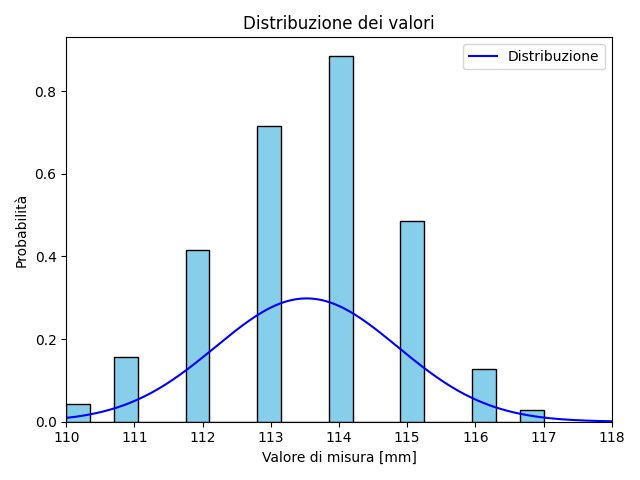 Distribuzione dei valori
Distribuzione
Probabilità
0.8
0.6
0.4
0.2
0.0
110 111 112 113 114 115 116 117 118
Valore di misura [mm]